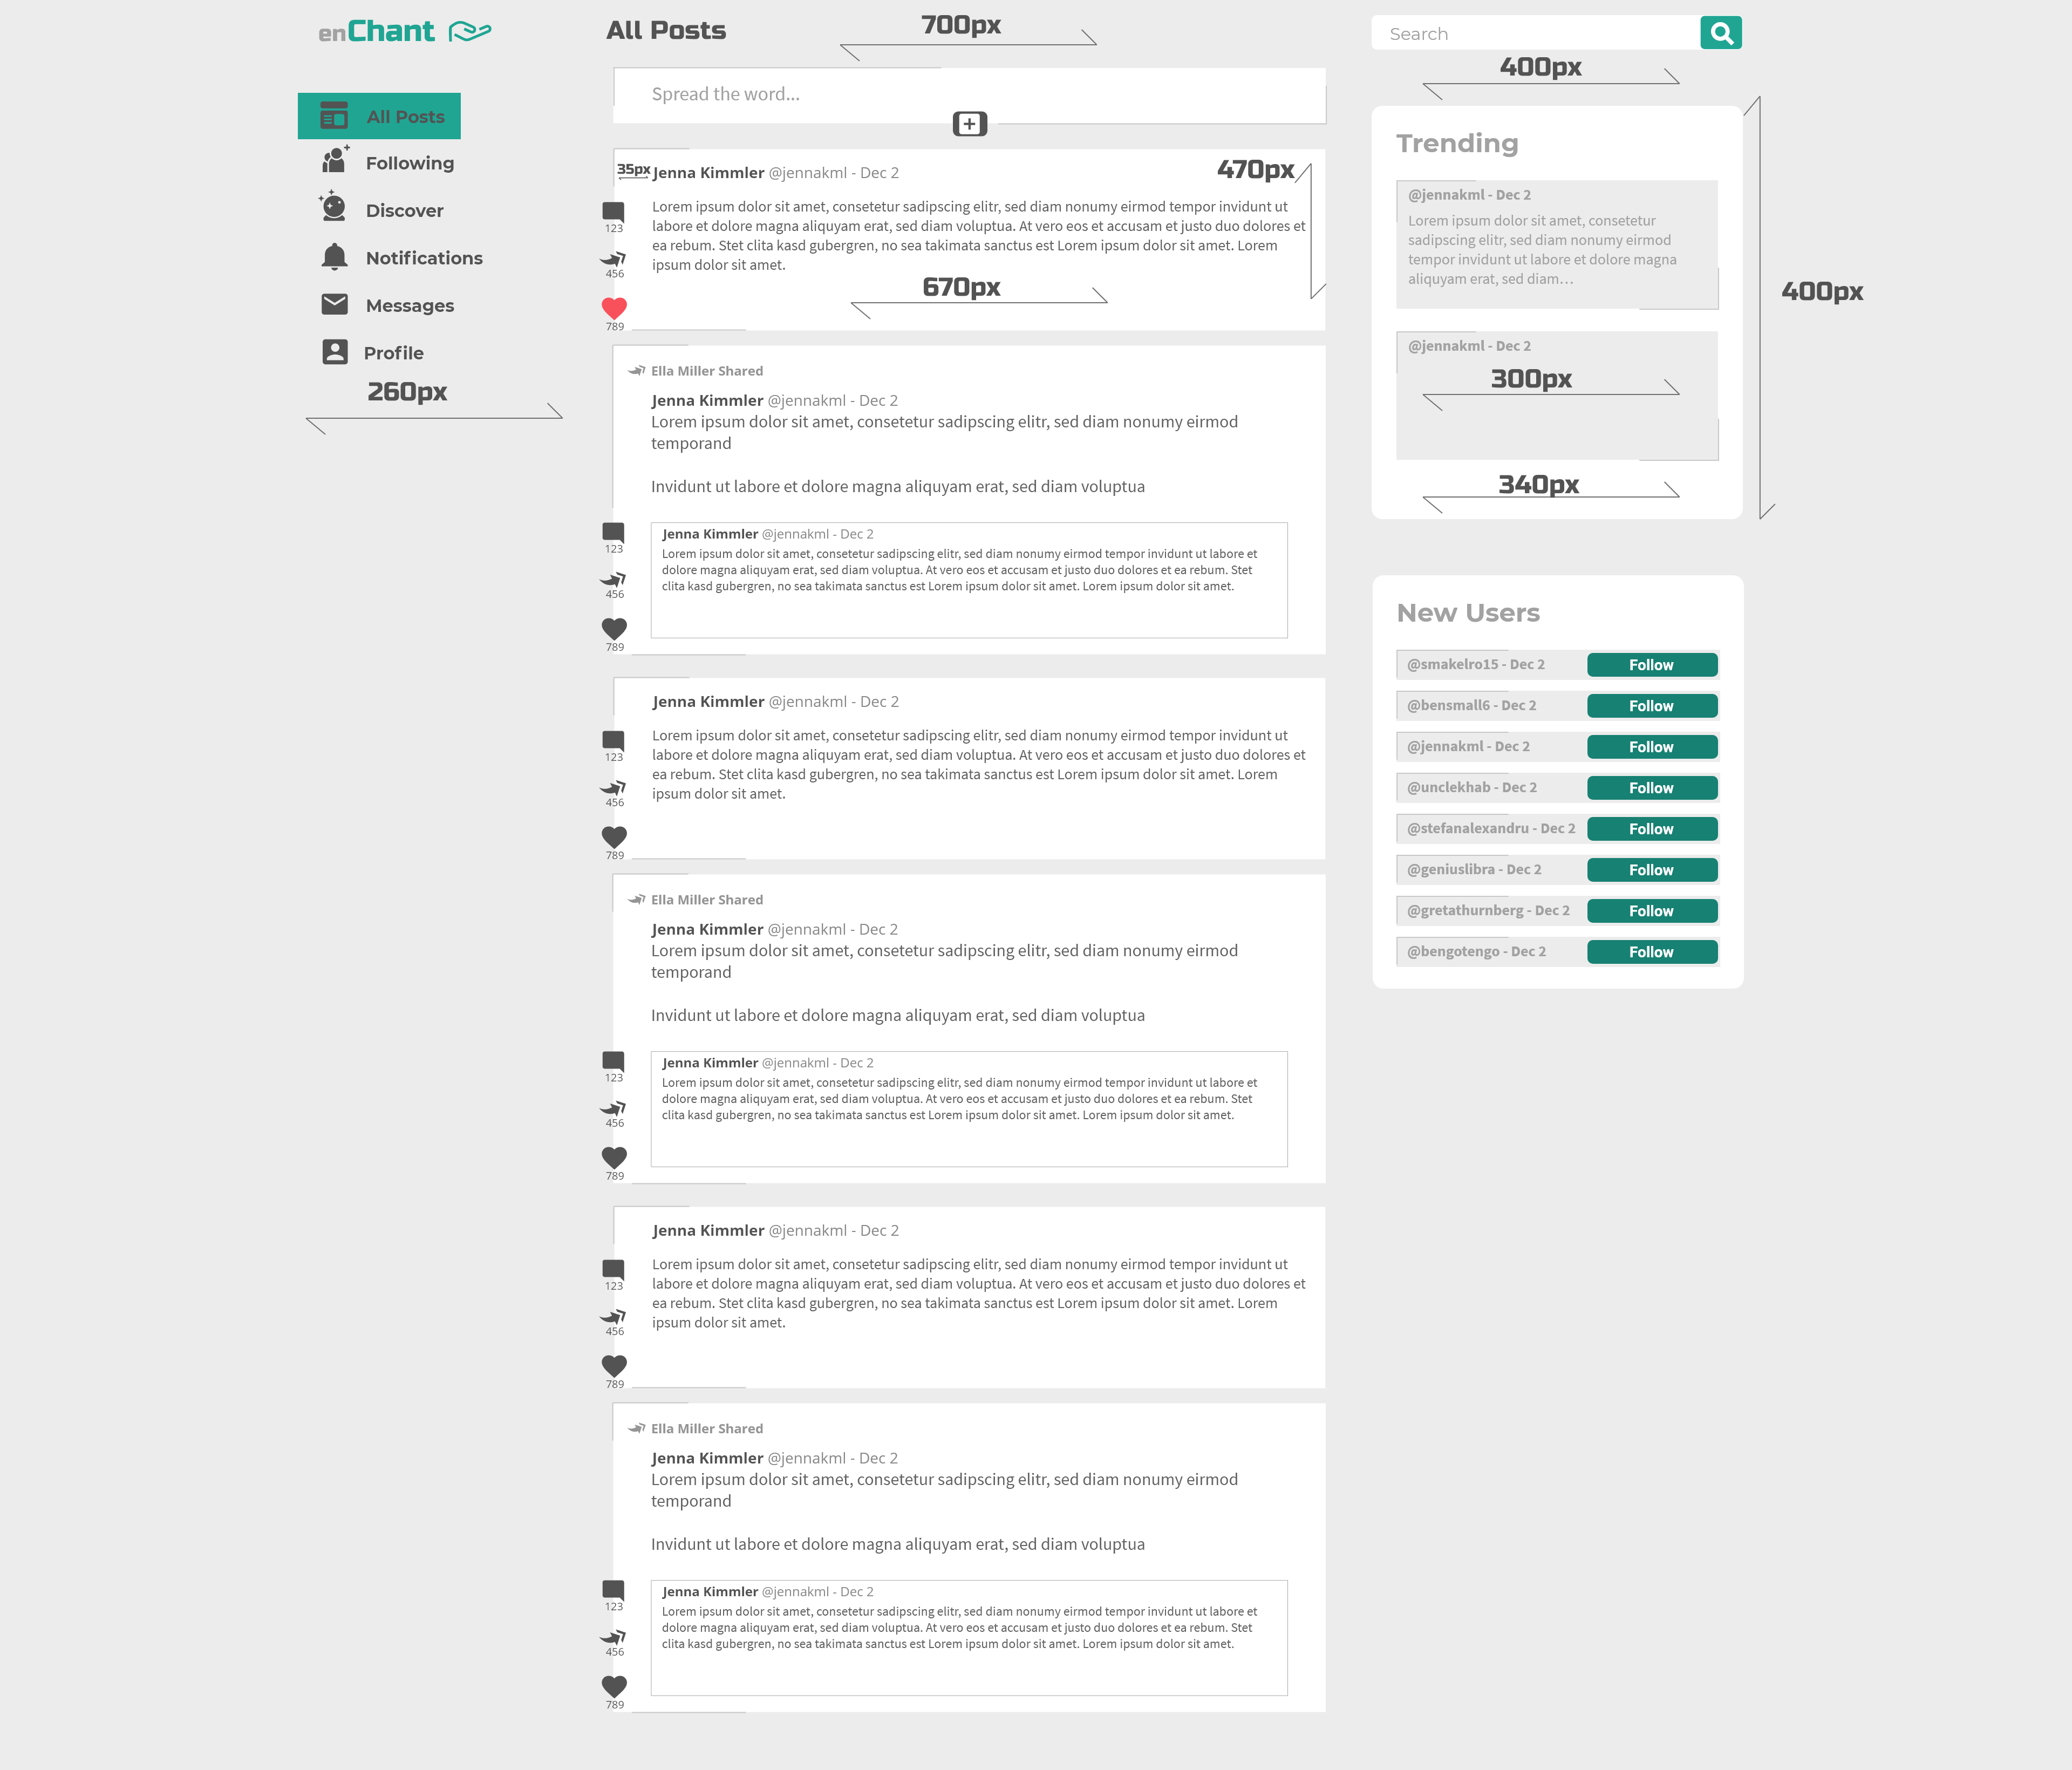 enChant
All Posts
Following
Discover
Notifications
Messages
Profile
260px
All Posts
700px
Spread the word...
35px
Jenna Kimmler @jennakml - Dec 2
470px
Lorem ipsum dolor sit amet, consetetur sadipscing elitr, sed diam nonumy eirmod tempor invidunt ut
labore et dolore magna aliquyam erat, sed diam voluptua. At vero eos et accusam et justo duo dolores et
ea rebum. Stet clita kasd gubergren, no sea takimata sanctus est Lorem ipsum dolor sit amet. Lorem
ipsum dolor sit amet.
123
456
789
670px
Ella Miller Shared
Jenna Kimmler @jennakml - Dec 2
Lorem ipsum dolor sit amet, consetetur sadipscing elitr, sed diam nonumy eirmod
temporand
Invidunt ut labore et dolore magna aliquyam erat, sed diam voluptua
Jenna Kimmler @jennakml - Dec 2
Lorem ipsum dolor sit amet, consetetur sadipscing elitr, sed diam nonumy eirmod tempor invidunt ut labore et
dolore magna aliquyam erat, sed diam voluptua. At vero eos et accusam et justo duo dolores et ea rebum. Stet
clita kasd gubergren, no sea takimata sanctus est Lorem ipsum dolor sit amet. Lorem ipsum dolor sit amet.
123
456
789
Jenna Kimmler @jennakml - Dec 2
Lorem ipsum dolor sit amet, consetetur sadipscing elitr, sed diam nonumy eirmod tempor invidunt ut
labore et dolore magna aliquyam erat, sed diam voluptua. At vero eos et accusam et justo duo dolores et
ea rebum. Stet clita kasd gubergren, no sea takimata sanctus est Lorem ipsum dolor sit amet. Lorem
ipsum dolor sit amet.
123
456
789
Ella Miller Shared
Jenna Kimmler @jennakml - Dec 2
Lorem ipsum dolor sit amet, consetetur sadipscing elitr, sed diam nonumy eirmod
temporand
Invidunt ut labore et dolore magna aliquyam erat, sed diam voluptua
Jenna Kimmler @jennakml - Dec 2
Lorem ipsum dolor sit amet, consetetur sadipscing elitr, sed diam nonumy eirmod tempor invidunt ut labore et
dolore magna aliquyam erat, sed diam voluptua. At vero eos et accusam et justo duo dolores et ea rebum. Stet
clita kasd gubergren, no sea takimata sanctus est Lorem ipsum dolor sit amet. Lorem ipsum dolor sit amet.
123
456
789
Jenna Kimmler @jennakml - Dec 2
Lorem ipsum dolor sit amet, consetetur sadipscing elitr, sed diam nonumy eirmod tempor invidunt ut
labore et dolore magna aliquyam erat, sed diam voluptua. At vero eos et accusam et justo duo dolores et
ea rebum. Stet clita kasd gubergren, no sea takimata sanctus est Lorem ipsum dolor sit amet. Lorem
ipsum dolor sit amet.
123
456
789
Ella Miller Shared
Jenna Kimmler @jennakml - Dec 2
Lorem ipsum dolor sit amet, consetetur sadipscing elitr, sed diam nonumy eirmod
temporand
Invidunt ut labore et dolore magna aliquyam erat, sed diam voluptua
Jenna Kimmler @jennakml - Dec 2
Lorem ipsum dolor sit amet, consetetur sadipscing elitr, sed diam nonumy eirmod tempor invidunt ut labore et
dolore magna aliquyam erat, sed diam voluptua. At vero eos et accusam et justo duo dolores et ea rebum. Stet
clita kasd gubergren, no sea takimata sanctus est Lorem ipsum dolor sit amet. Lorem ipsum dolor sit amet.
123
456
789
Search
400px
Trending
@jennakml - Dec 2
Lorem ipsum dolor sit amet, consetetur
sadipscing elitr, sed diam nonumy eirmod
tempor invidunt ut labore et dolore magna
aliquyam erat, sed diam…
400px
@jennakml - Dec 2
300px
340px
New Users
@smakelro15 - Dec 2 Follow
@bensmall6 - Dec 2 Follow
@jennakml - Dec 2 Follow
@unclekhab - Dec 2 Follow
@stefanalexandru - Dec 2 Follow
@geniuslibra - Dec 2 Follow
@gretathurnberg - Dec 2 Follow
@bengotengo - Dec 2 Follow